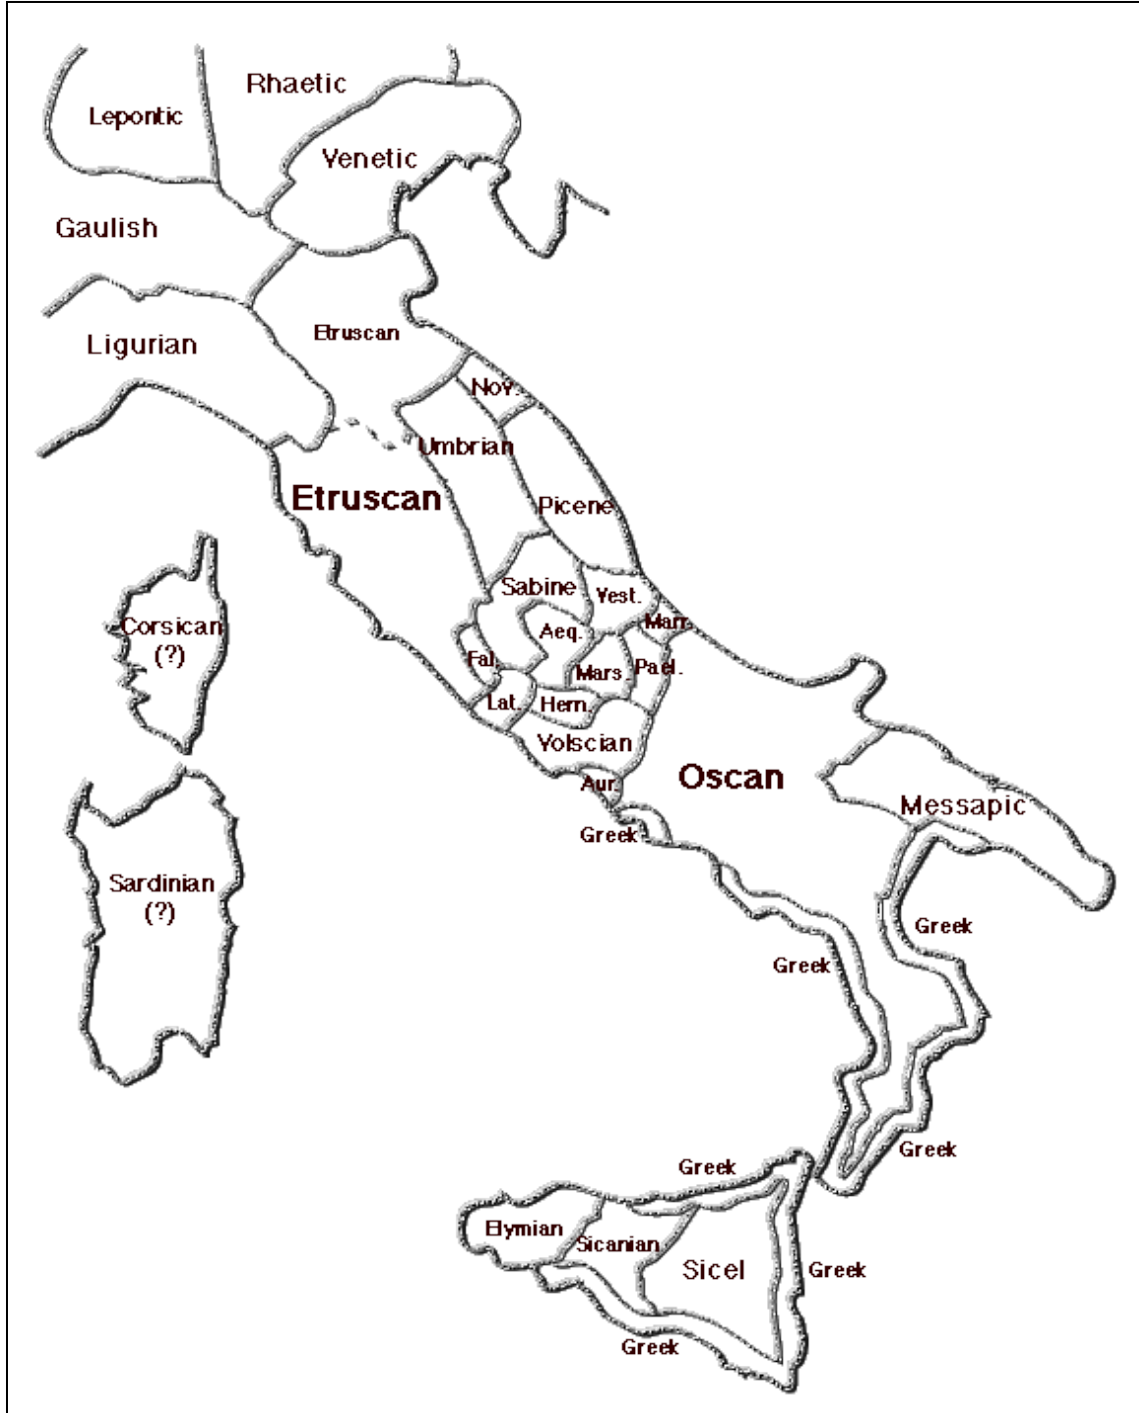 Rhaetic
Lepontic
Venetic
Gaulish
Etruscan
Ligurian
Nov.
Umbrian
Etruscan
Picene
Sabine
Vest.
Corsican
(?)
Aeq.
Marr.
Fal.
Mars.
Pael.
Lat.
Hern.
Volscian
Oscan
Aur.
Messapic
Greek
Sardinian
(?)
Greek
Greek
Greek
Greek
Elymian
Sicanian
Sicel
Greek
Greek